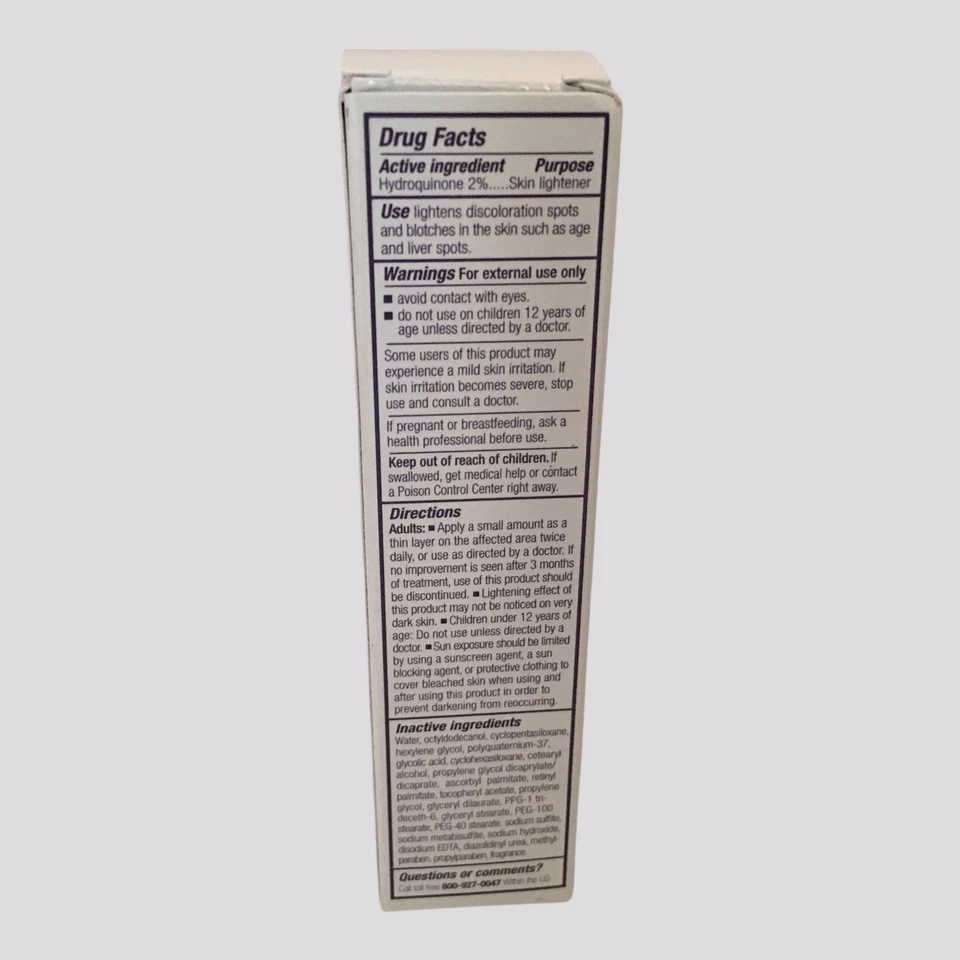 Drug Facts
Active ingredient Purpose
Hydroquinone 2%.....Skin lightener
Use lightens discoloration spots
and blotches in the skin such as age
and liver spots.
Warnings For external use only
■ avoid contact with eyes.
■ do not use on children 12 years of
age unless directed by a doctor.
Some users of this product may
experience a mild skin irritation. If
skin irritation becomes severe, stop
use and consult a doctor.
If pregnant or breastfeeding, ask a
health professional before use.
Keep out of reach of children. If
swallowed, get medical help or contact
a Poison Control Center right away.
Directions
Adults: ■ Apply a small amount as a
thin layer on the affected area twice
daily, or use as directed by a doctor. If
no improvement is seen after 3 months
of treatment, use of this product should
be discontinued. ■ Lightening effect of
this product may not be noticed on very
dark skin. ■ Children under 12 years of
age: Do not use unless directed by a
doctor. ■ Sun exposure should be limited
by using a sunscreen agent, a sun
blocking agent, or protective clothing to
cover bleached skin when using and
after using this product in order to
prevent darkening from reoccurring.
Inactive ingredients
Water, octyldodecanol, cyclopentasiloxane,
hexylene glycol, polyquaternium-37,
glycolic acid, cyclohexasiloxane, cetearyl
alcohol, propylene glycol dicaprylate/
dicaprate, ascorbyl palmitate, retinyl
palmitate, tocopheryl acetate, propylene
glycol, glyceryl dilaurate, PPG-1 tri-
deceth-6, glyceryl stearate, PEG-100
stearate, PEG-40 stearate, sodium sulfite,
sodium metabisulfite, sodium hydroxide,
disodium EDTA, diazolidinyl urea, methyl-
paraben, propylparaben, fragrance.
Questions or comments?
Call toll free 800-927-0047 Within the US